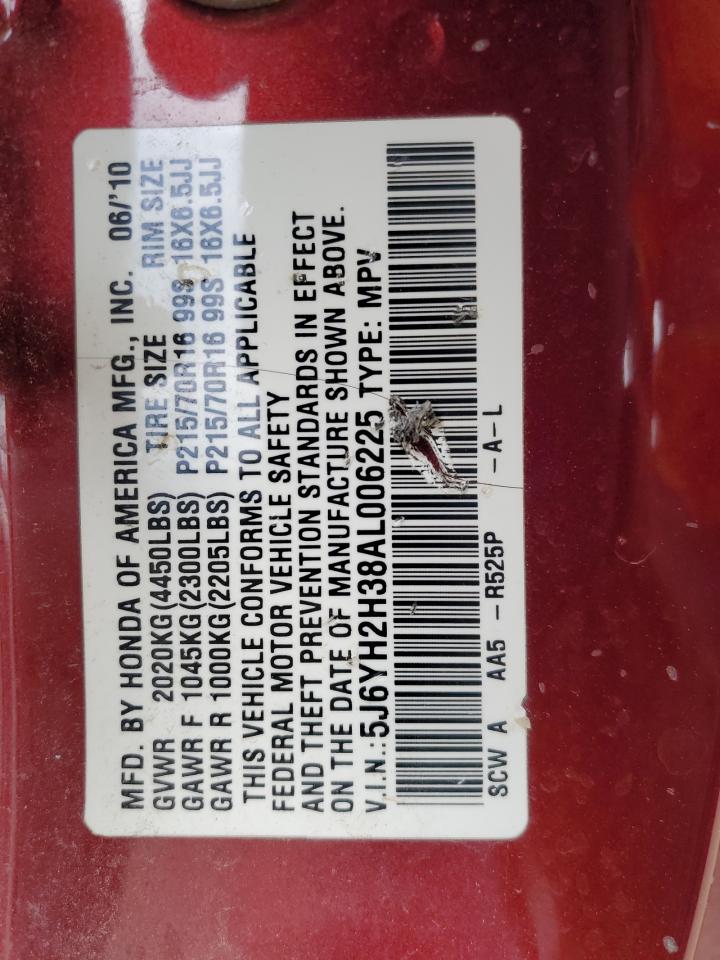 MFD. BY HONDA OF AMERICA MFG., INC. 06/'10
GVWR 2020KG(4450LBS) TIRE SIZE RIM SIZE
GAWR F 1045KG(2300LBS) P215/70R16 99S 16X6.5JJ
GAWR R 1000KG(2205LBS) P215/70R16 99S 16X6.5JJ
THIS VEHICLE CONFORMS TO ALL APPLICABLE
FEDERAL MOTOR VEHICLE SAFETY
AND THEFT PREVENTION STANDARDS IN EFFECT
ON THE DATE OF MANUFACTURE SHOWN ABOVE.
V.I.N.:5J6YH2H38AL006225 TYPE: MPV
SCW A AA5 -R525P -A-L